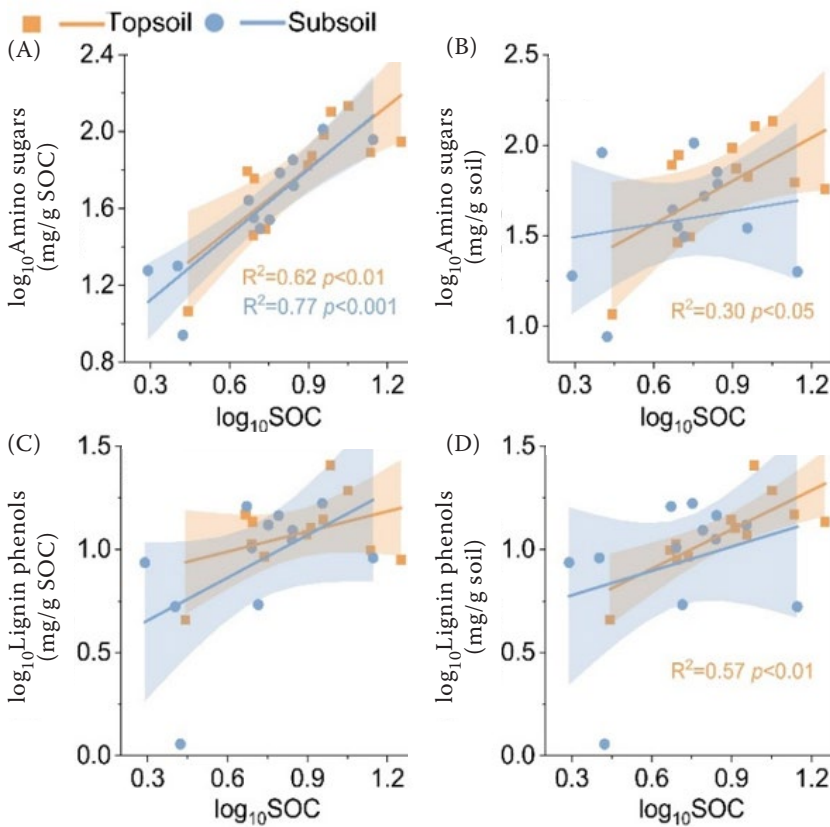 Topsoil Subsoil
(A)
log₁₀Amino sugars
(mg/g SOC)
2.4
2.0
1.6
1.2
0.8
R²=0.62 p<0.01
R²=0.77 p<0.001
0.3 0.6 0.9 1.2
log₁₀SOC
(B)
log₁₀Amino sugars
(mg/g soil)
2.5
2.0
1.5
1.0
R²=0.30 p<0.05
0.3 0.6 0.9 1.2
log₁₀SOC
(C)
log₁₀Lignin phenols
(mg/g SOC)
1.5
1.0
0.5
0.0
0.3 0.6 0.9 1.2
log₁₀SOC
(D)
log₁₀Lignin phenols
(mg/g soil)
1.5
1.0
0.5
0.0
R²=0.57 p<0.01
0.3 0.6 0.9 1.2
log₁₀SOC